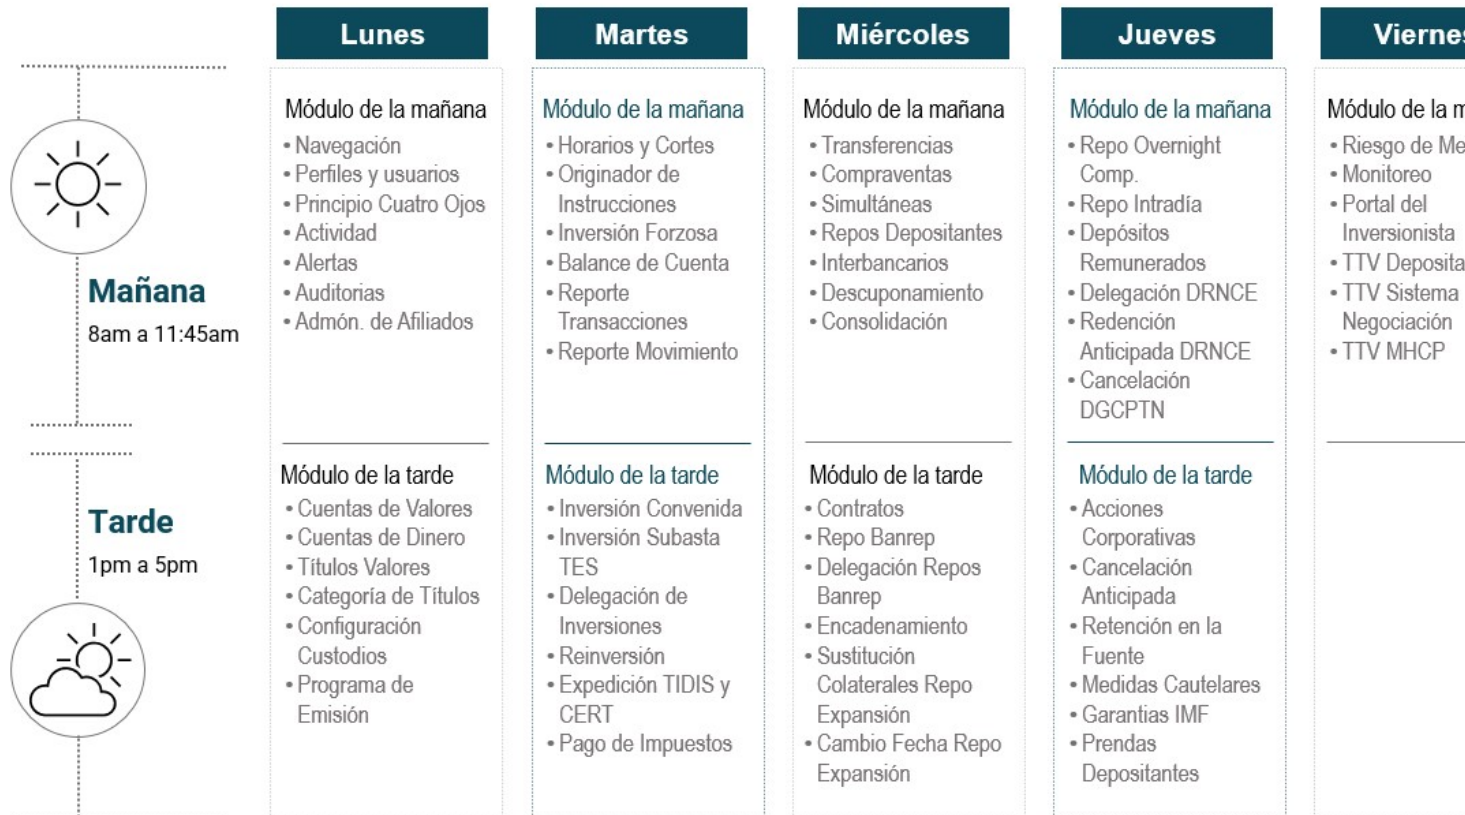 Lunes
Martes
Miércoles
Jueves
Mañana
8am a 11:45am
Módulo de la mañana
• Navegación
• Perfiles y usuarios
• Principio Cuatro Ojos
• Actividad
• Alertas
• Auditorias
• Admón. de Afiliados
Módulo de la mañana
• Horarios y Cortes
• Originador de
Instrucciones
• Inversión Forzosa
• Balance de Cuenta
• Reporte
Transacciones
• Reporte Movimiento
Módulo de la mañana
• Transferencias
• Compraventas
• Simultáneas
• Repos Depositantes
• Interbancarios
• Descuponamiento
• Consolidación
Módulo de la mañana
• Repo Overnight
Comp.
• Repo Intradía
• Depósitos
Remunerados
• Delegación DRNCE
• Redención
Anticipada DRNCE
• Cancelación
DGCPTN
Módulo de la
• Riesgo de
• Monitoreo
• Portal del
Inversionista
• TTV
• TTV Sistema
Negociación
• TTV MHCP
Tarde
1pm a 5pm
Módulo de la tarde
• Cuentas de Valores
• Cuentas de Dinero
• Títulos Valores
• Categoría de Títulos
• Configuración
Custodios
• Programa de
Emisión
Módulo de la tarde
• Inversión Convenida
• Inversión Subasta
TES
• Delegación de
Inversiones
• Reinversión
• Expedición TIDIS y
CERT
• Pago de Impuestos
Módulo de la tarde
• Contratos
• Repo Banrep
• Delegación Repos
Banrep
• Encadenamiento
• Sustitución
Colaterales Repo
Expansión
• Cambio Fecha Repo
Expansión
Módulo de la tarde
• Acciones
Corporativas
• Cancelación
Anticipada
• Retención en la
Fuente
• Medidas Cautelares
• Garantias IMF
• Prendas
Depositantes